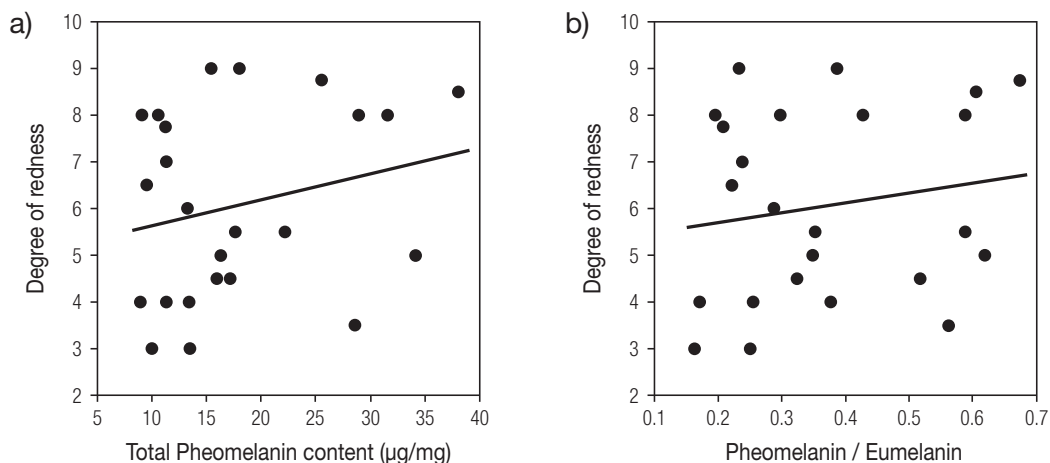 a)
Degree of redness
10
9
8
7
6
5
4
3
2
5 10 15 20 25 30 35 40
Total Pheomelanin content (µg/mg)
b)
Degree of redness
10
9
8
7
6
5
4
3
2
0.1 0.2 0.3 0.4 0.5 0.6 0.7
Pheomelanin / Eumelanin